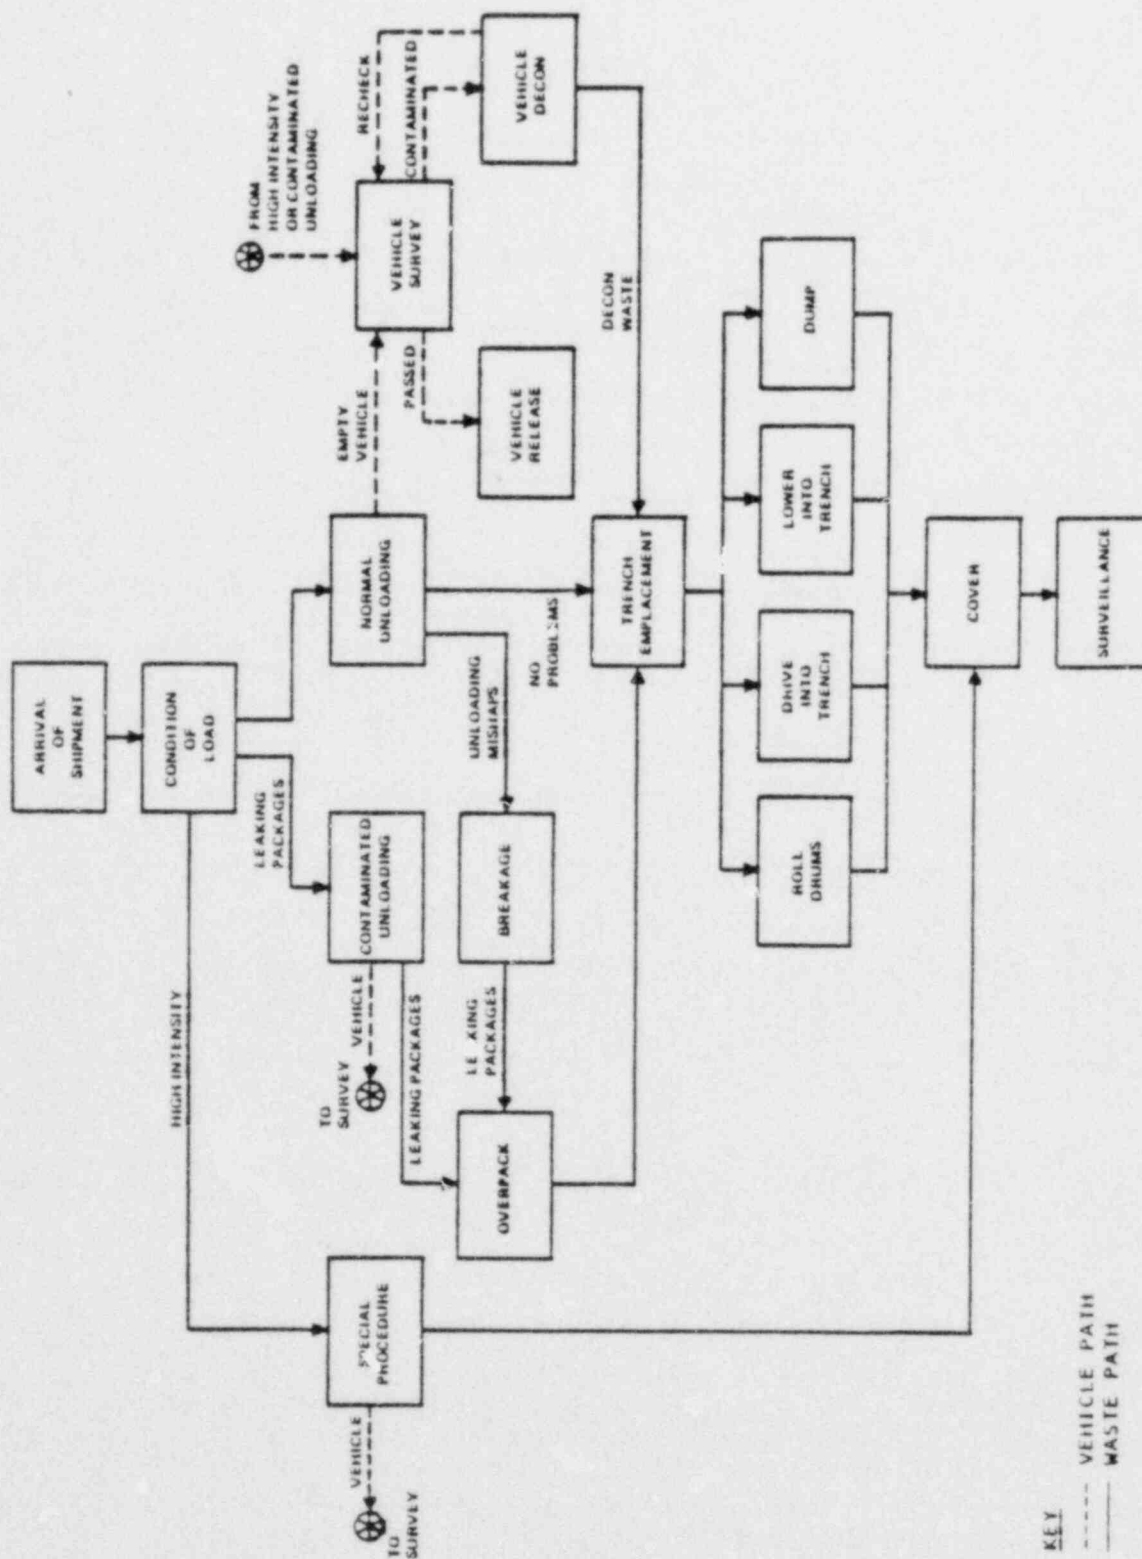 ARRIVAL
OF
SHIPMENT
CONDITION
OF
LOAD
HIGH INTENSITY
LEAKING
PACKAGES
SPECIAL
PROCEDURE
VEHICLE
TO
SURVEY
CONTAMINATED
UNLOADING
VEHICLE
TO
SURVEY
LEAKING PACKAGES
NORMAL
UNLOADING
EMPTY
VEHICLE
FROM
HIGH INTENSITY
OR CONTAMINATED
UNLOADING
VEHICLE
SURVEY
RECHECK
CONTAMINATED
PASSED
VEHICLE
DECON
VEHICLE
RELEASE
UNLOADING
MISHAPS
NO
PROBLEMS
BREAKAGE
PACKAGES
OVERPACK
DECON
WASTE
TRENCH
EMPLACEMENT
ROLL
DRUMS
DRIVE
INTO
TRENCH
LOWER
INTO
TRENCH
DUMP
COVER
SURVEILLANCE
KEY
VEHICLE PATH
WASTE PATH